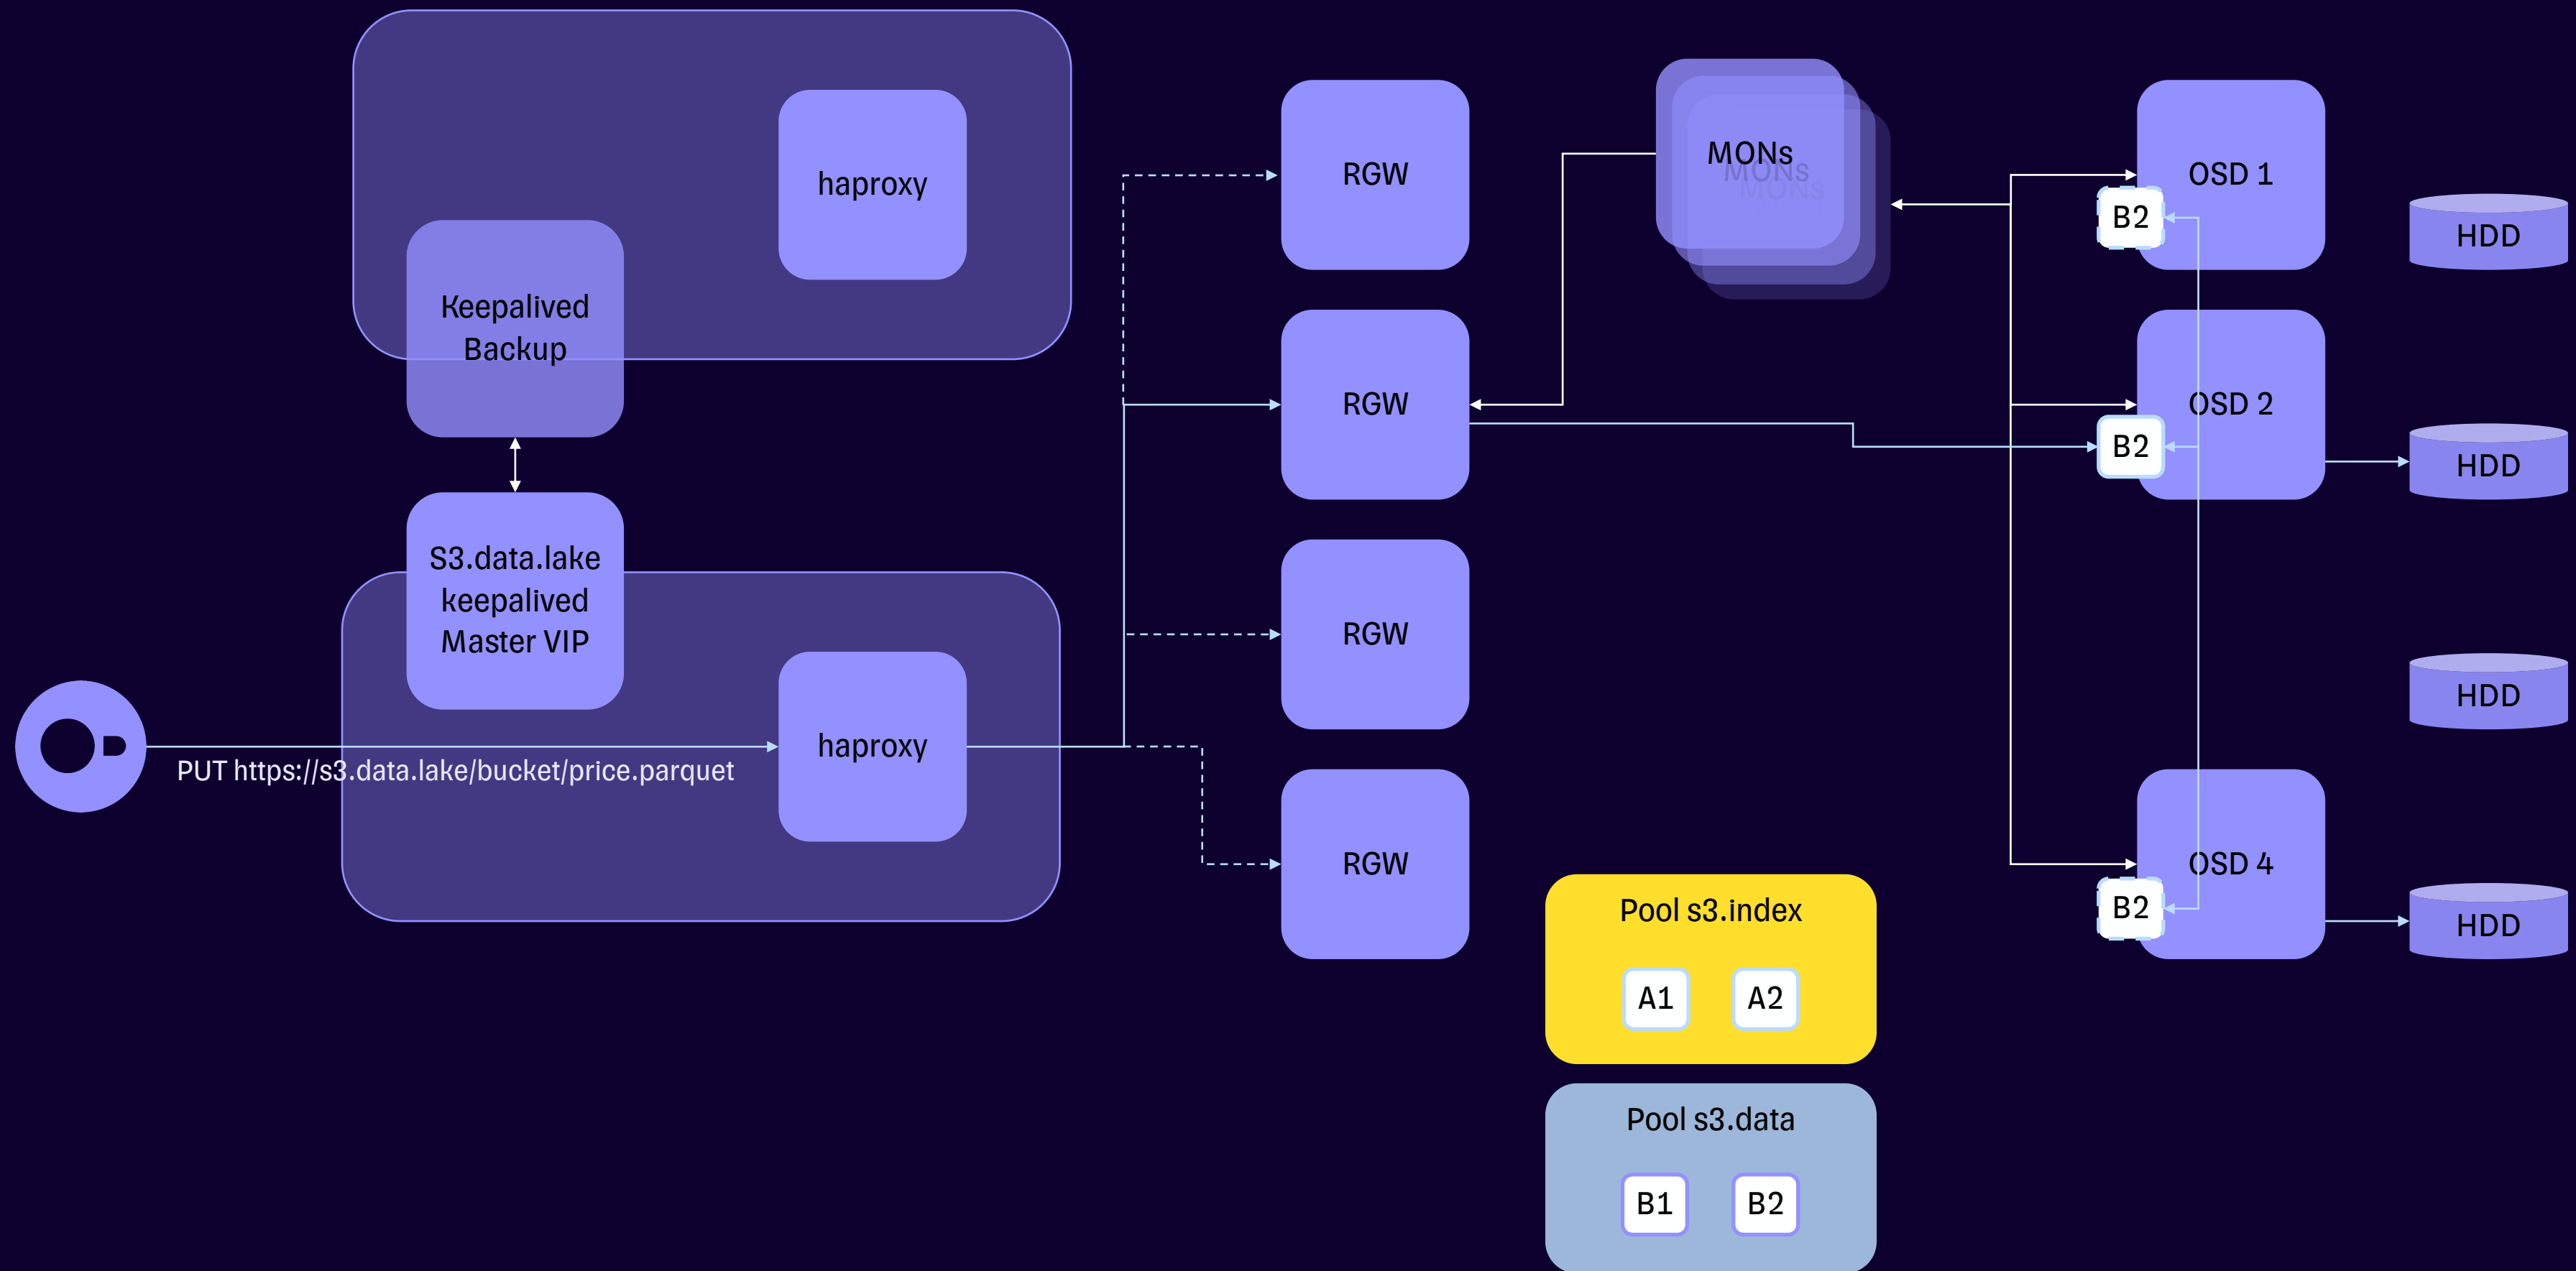 haproxy
Keepalived
Backup
S3.data.lake
keepalived
Master VIP
haproxy
PUT https://s3.data.lake/bucket/price.parquet
RGW
RGW
RGW
RGW
MONs
MONs
MONs
OSD 1
B2
OSD 2
B2
OSD 4
B2
HDD
HDD
HDD
HDD
Pool s3.index
A1 A2
Pool s3.data
B1 B2